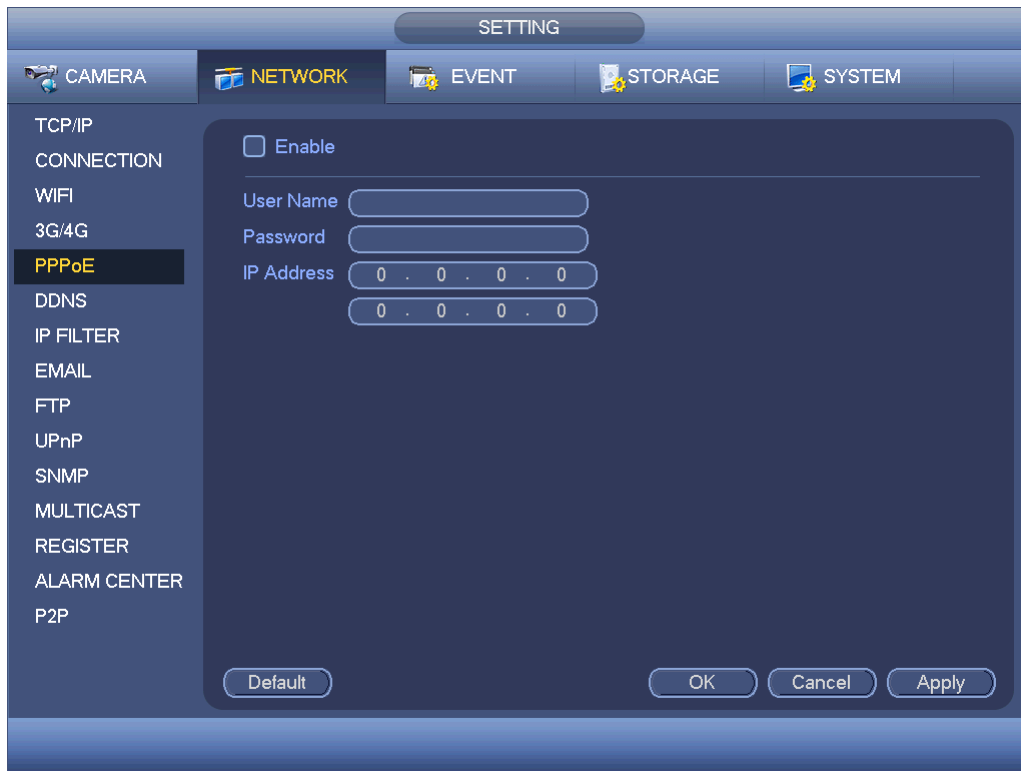 SETTING
CAMERA NETWORK EVENT STORAGE SYSTEM
TCP/IP
CONNECTION
WIFI
3G/4G
PPPoE
DDNS
IP FILTER
EMAIL
FTP
UPnP
SNMP
MULTICAST
REGISTER
ALARM CENTER
P2P
Enable
User Name
Password
IP Address 0 . 0 . 0 . 0
0 . 0 . 0 . 0
Default OK Cancel Apply